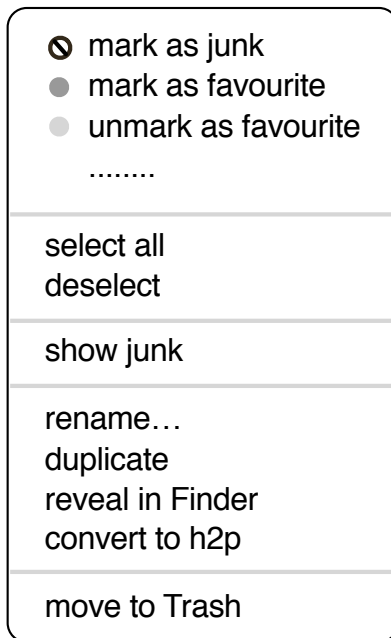 mark as junk
mark as favourite
unmark as favourite
........
select all
deselect
show junk
rename…
duplicate
reveal in Finder
convert to h2p
move to Trash